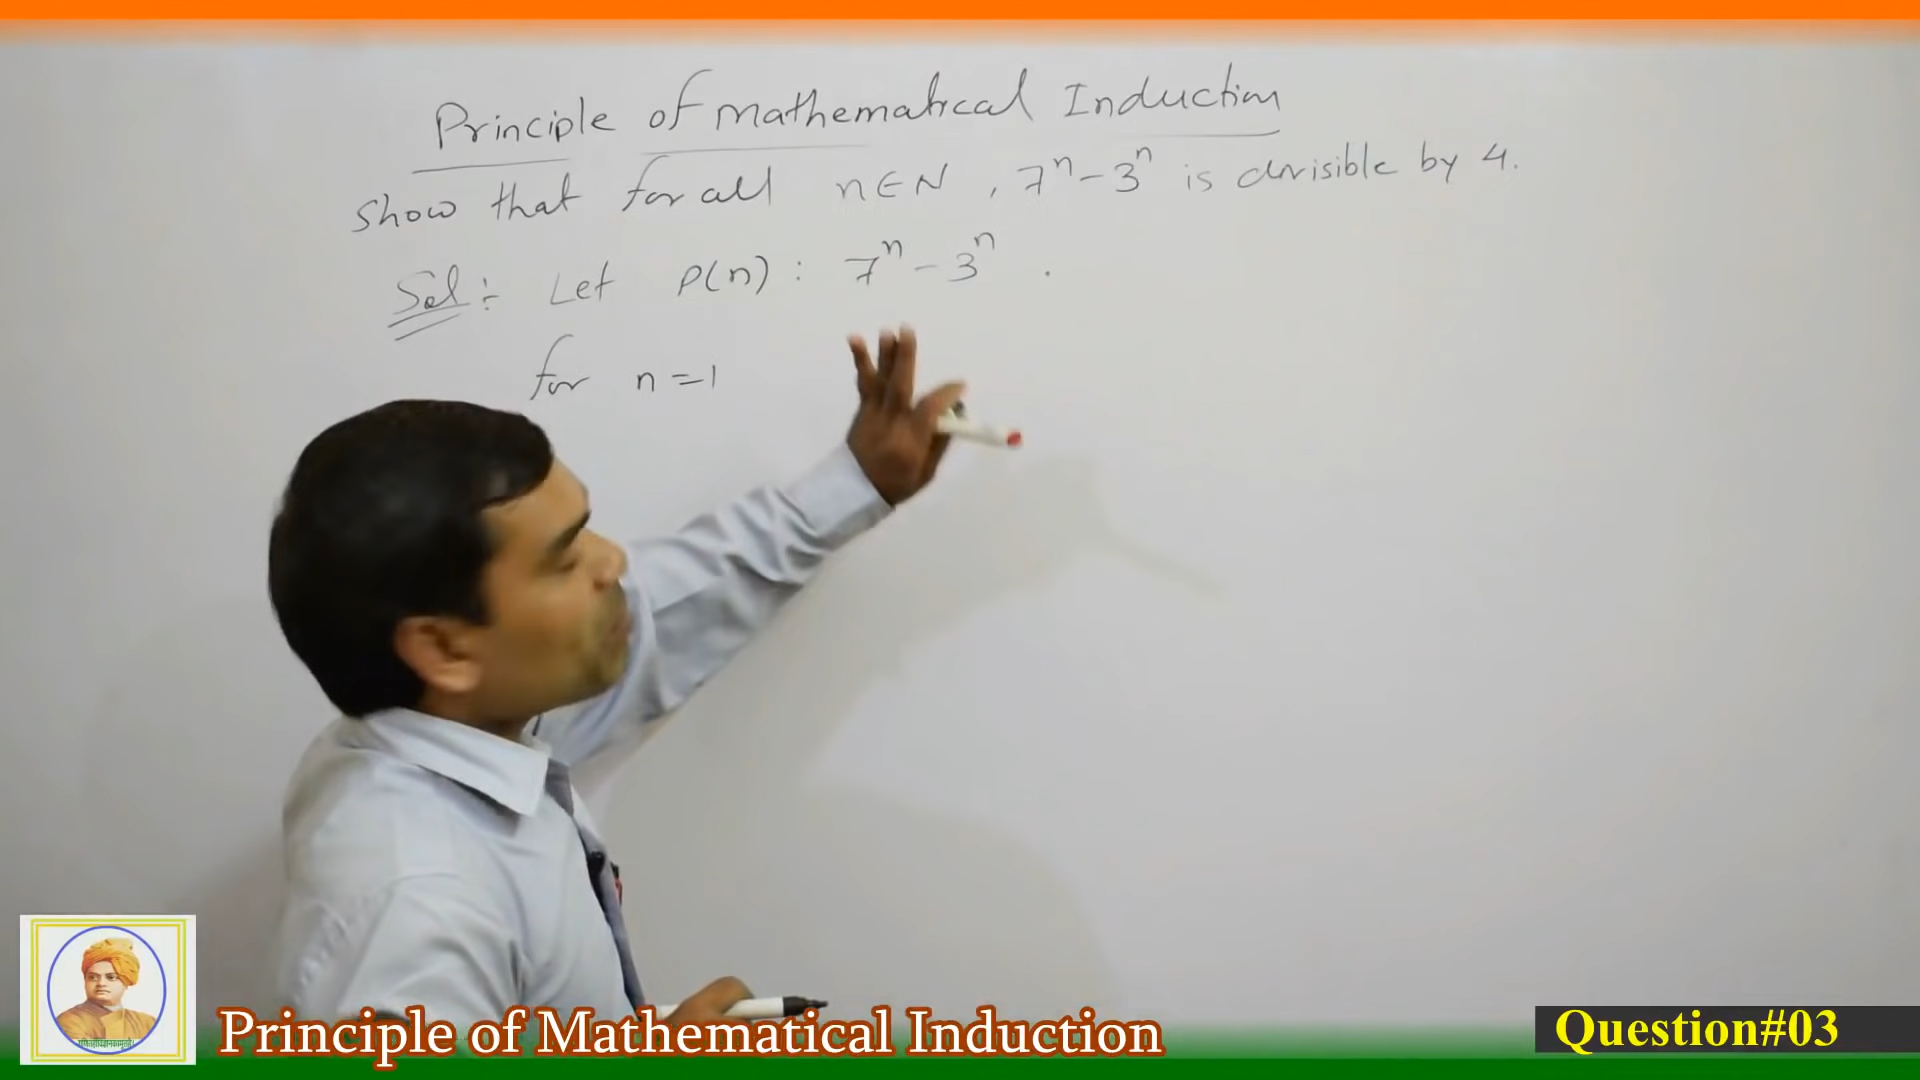 Principle of Mathematical Induction
Show that for all n ∈ N, 7ⁿ - 3ⁿ is divisible by 4.
Sol:- Let P(n): 7ⁿ - 3ⁿ.
for n = 1
Principle of Mathematical Induction
Question#03